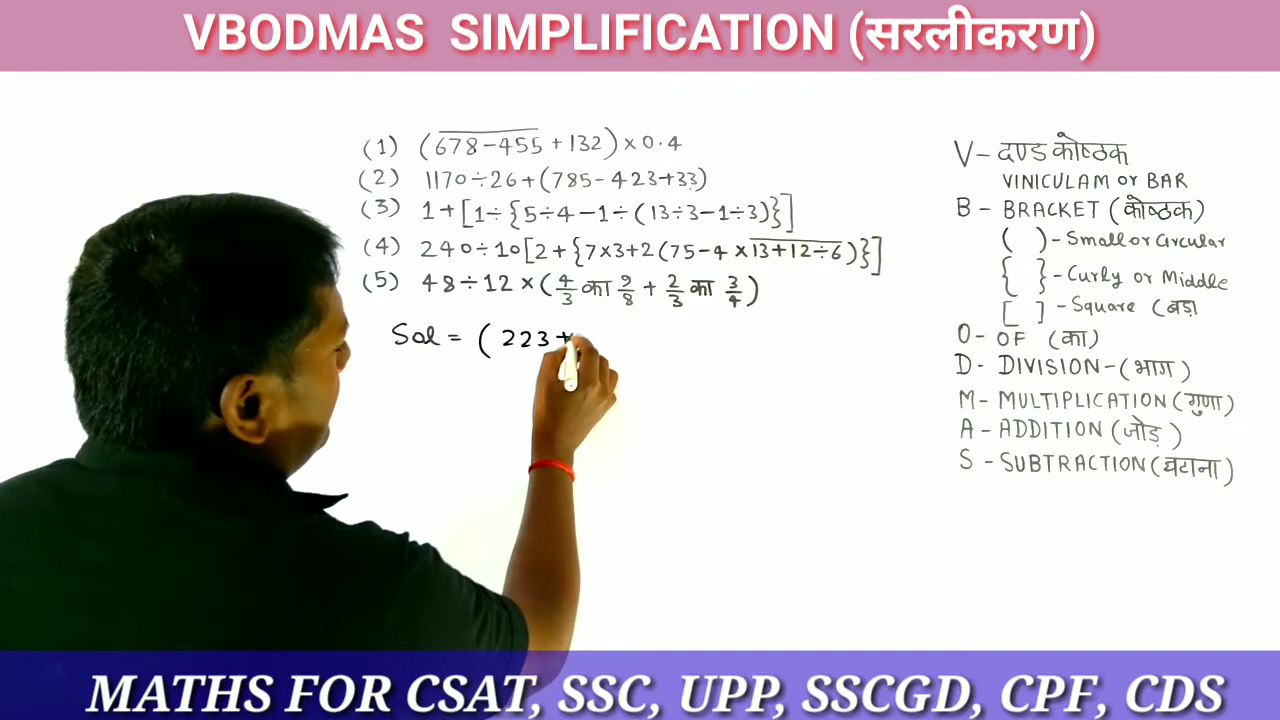 VBODMAS SIMPLIFICATION (सरलीकरण)
(1) (678-455 + 132) × 0.4
(2) 1170÷26+(785-423+33)
(3) 1+[1÷{5÷4-1÷(13÷3-1÷3)}]
(4) 240÷10[2+{7×3+2(75-4×13+12÷6)}]
(5) 48÷12×(4/3 का 9/8 + 2/3 का 3/4)
Sol = (223+
V- दण्ड कोष्ठक
VINICULAM or BAR
B - BRACKET (कोष्ठक)
( ) - Small or Circular
{ } - Curly or Middle
[ ] - Square (बड़ा
O- OF (का)
D- DIVISION-(भाग)
M- MULTIPLICATION (गुणा)
A - ADDITION (जोड़)
S - SUBTRACTION (घटाना)
MATHS FOR CSAT, SSC, UPP, SSCGD, CPF, CDS